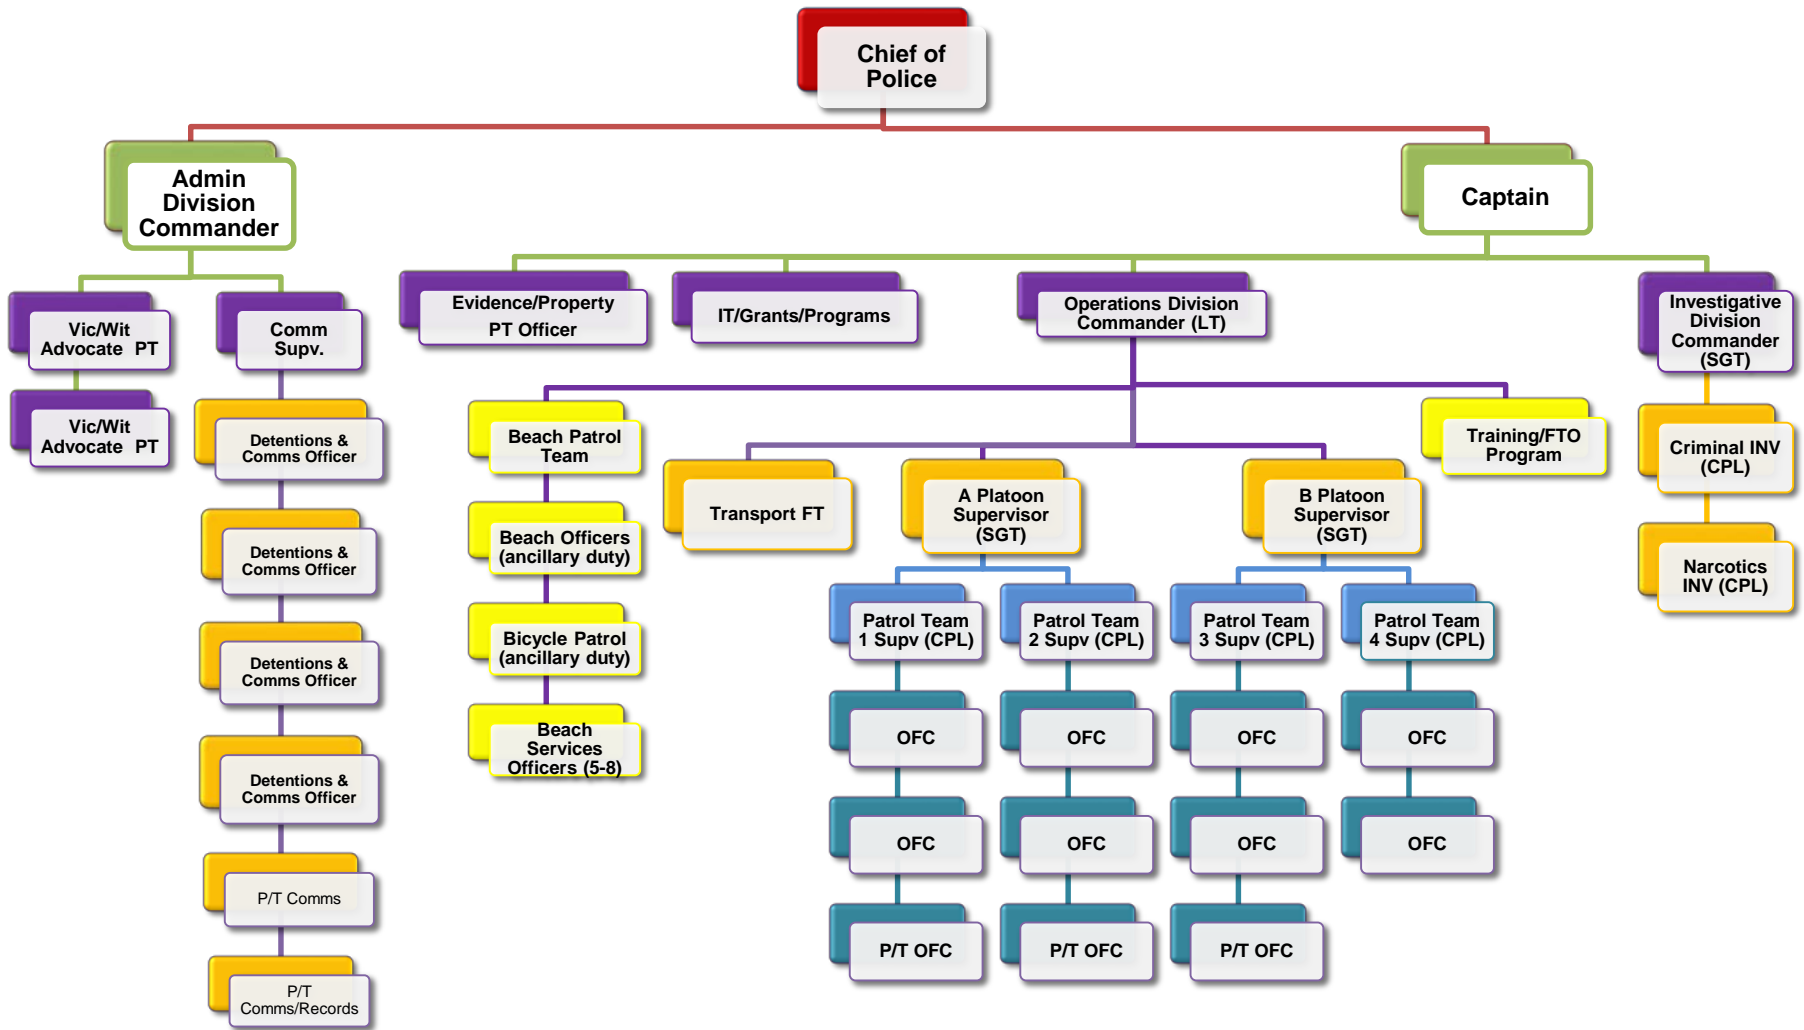 Chief of
Police
Admin
Division
Commander
Captain
Vic/Wit
Advocate PT
Comm
Supv.
Evidence/Property
PT Officer
IT/Grants/Programs
Operations Division
Commander (LT)
Investigative
Division
Commander
(SGT)
Vic/Wit
Advocate PT
Detentions &
Comms Officer
Detentions &
Comms Officer
Detentions &
Comms Officer
Detentions &
Comms Officer
P/T Comms
P/T
Comms/Records
Beach Patrol
Team
Beach Officers
(ancillary duty)
Bicycle Patrol
(ancillary duty)
Beach
Services
Officers (5-8)
Transport FT
A Platoon
Supervisor
(SGT)
B Platoon
Supervisor
(SGT)
Training/FTO
Program
Criminal INV
(CPL)
Narcotics
INV (CPL)
Patrol Team
1 Supv (CPL)
Patrol Team
2 Supv (CPL)
Patrol Team
3 Supv (CPL)
Patrol Team
4 Supv (CPL)
OFC
OFC
OFC
OFC
OFC
OFC
OFC
OFC
P/T OFC
P/T OFC
P/T OFC